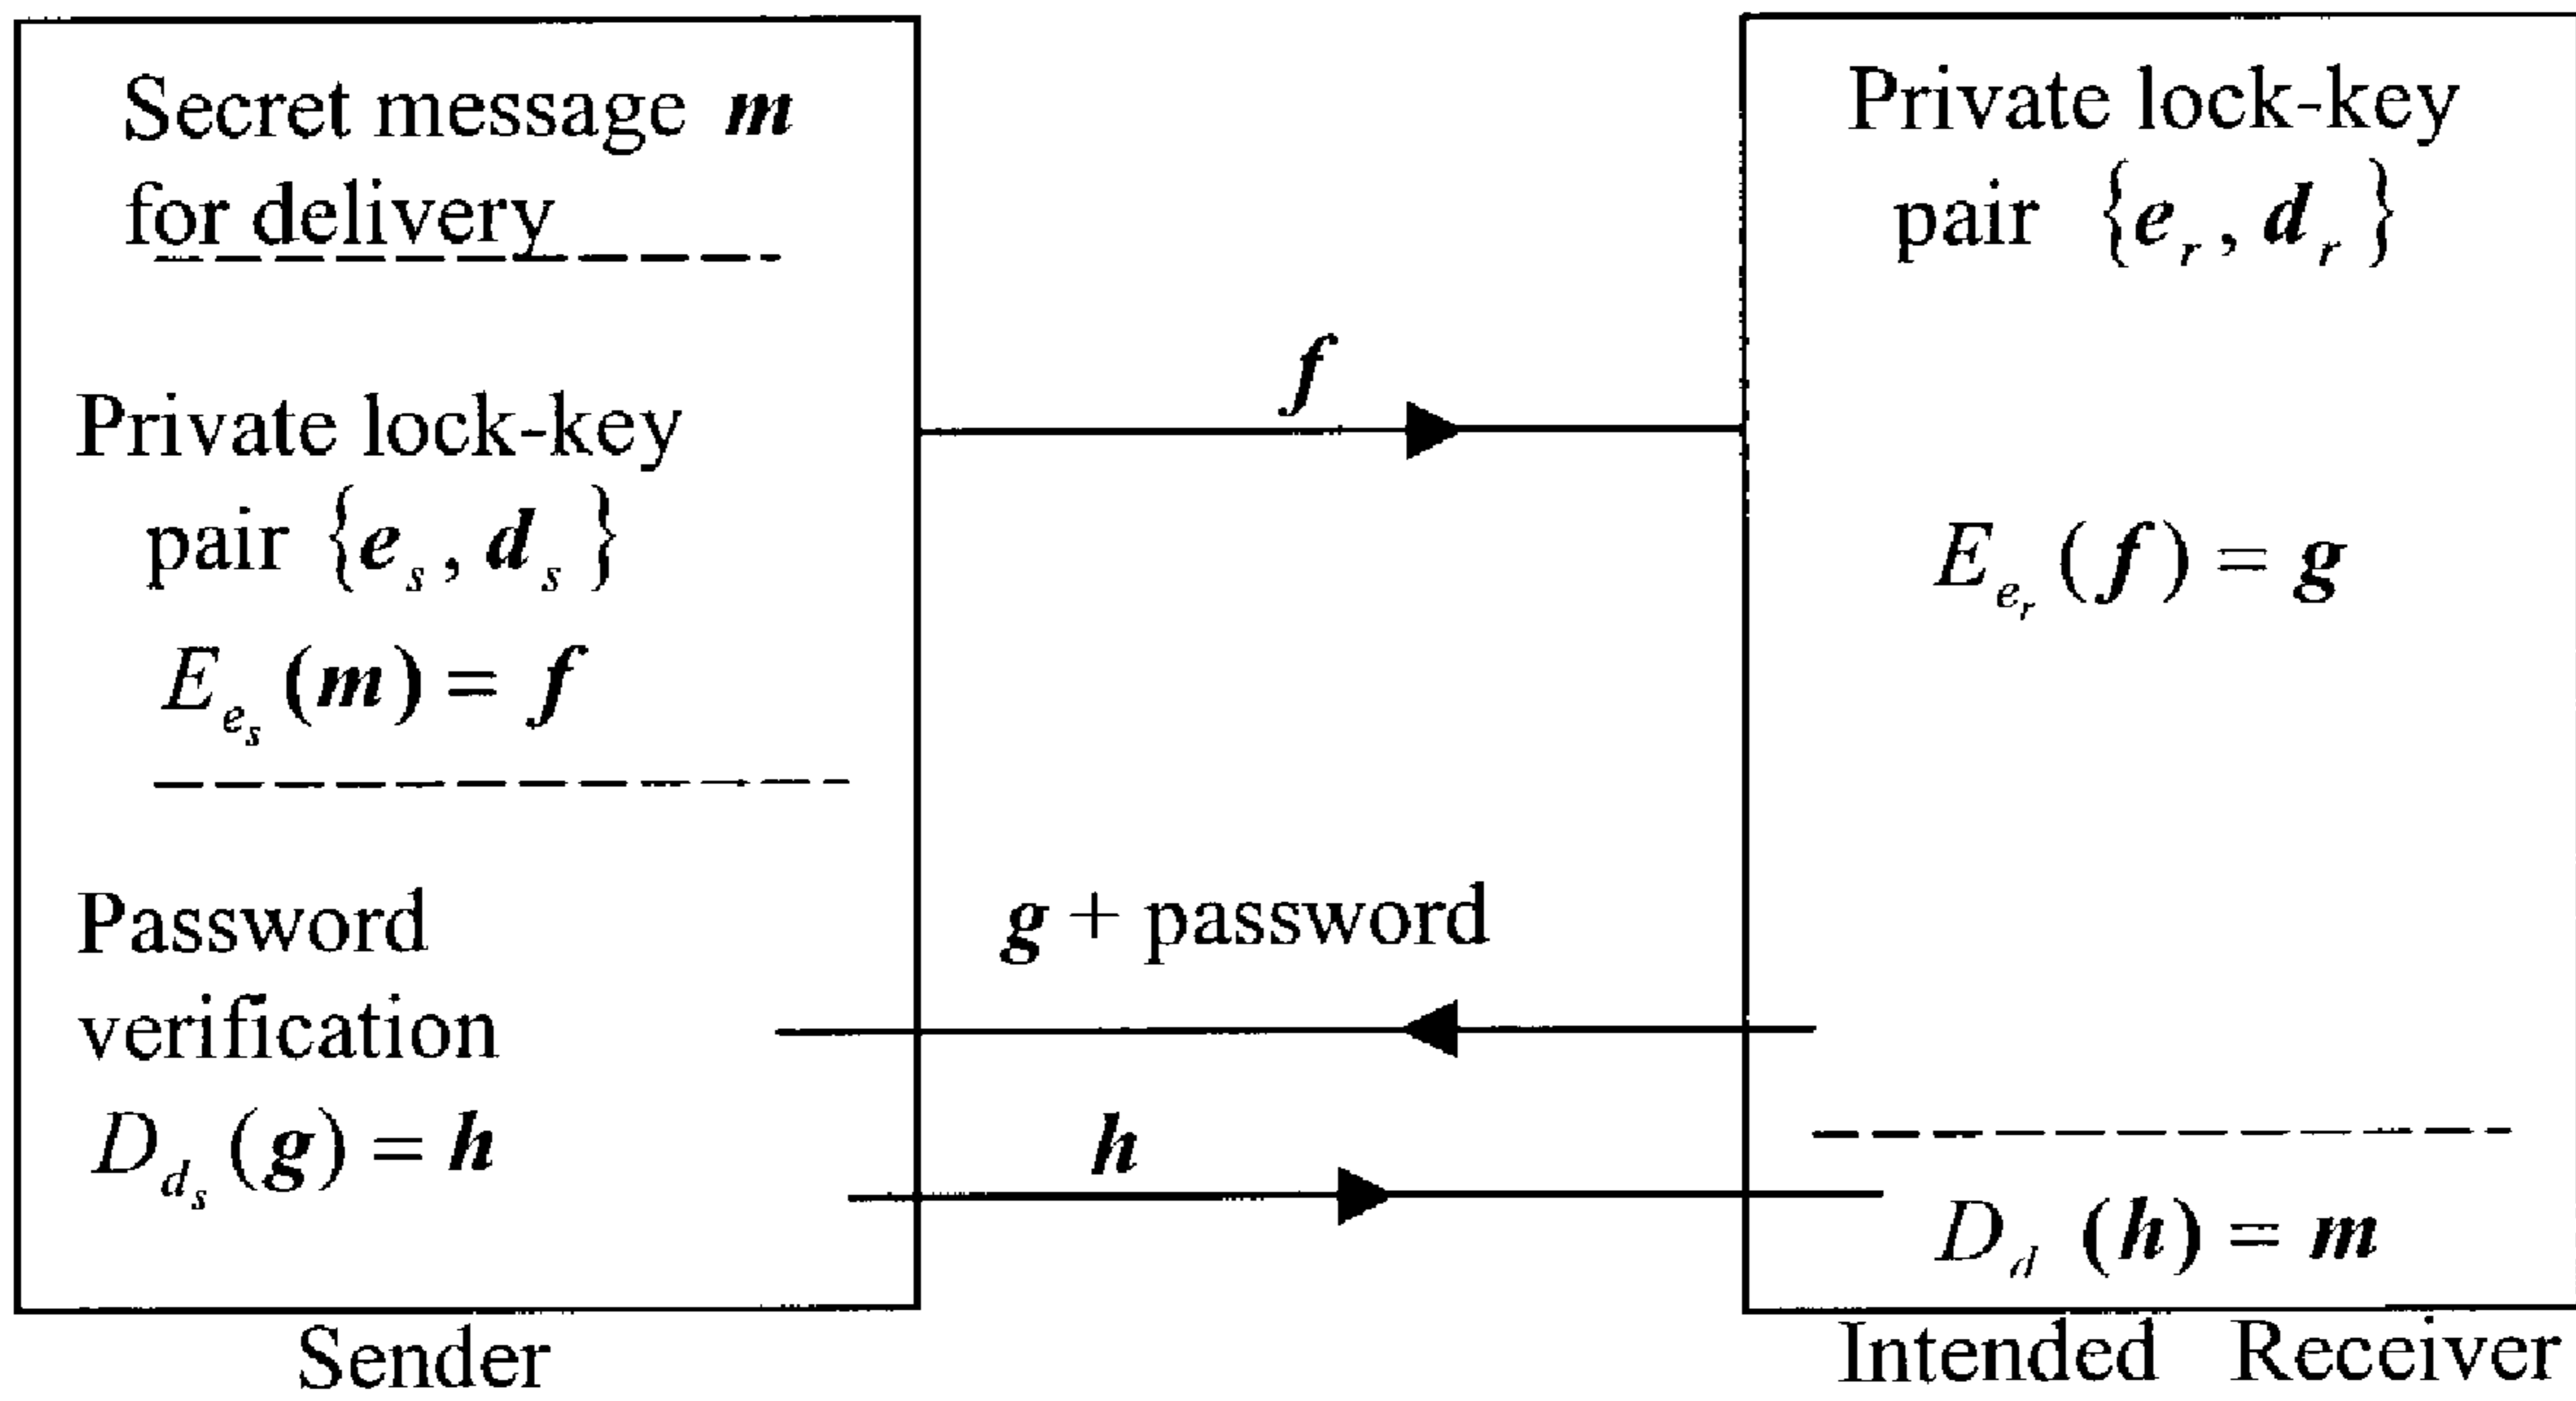 Secret message m
for delivery
Private lock-key
pair {e_s, d_s}
E_{e_s}(m) = f
Password
verification
D_{d_s}(g) = h
Sender
f
g + password
h
Private lock-key
pair {e_r, d_r}
E_{e_r}(f) = g
D_d (h) = m
Intended Receiver